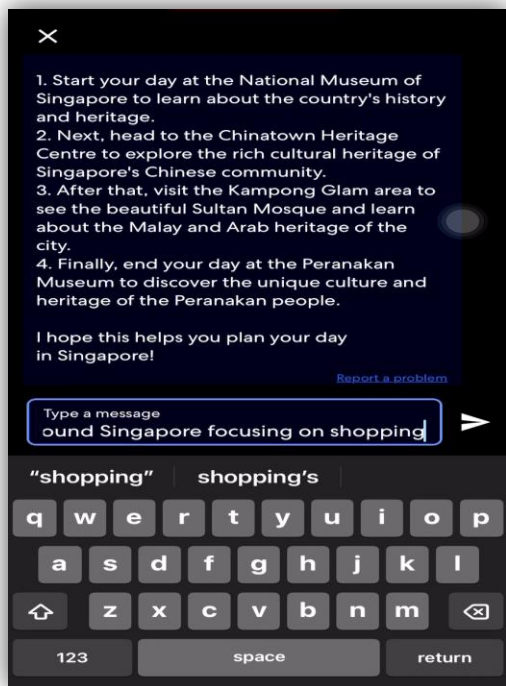 1. Start your day at the National Museum of
Singapore to learn about the country's history
and heritage.
2. Next, head to the Chinatown Heritage
Centre to explore the rich cultural heritage of
Singapore's Chinese community.
3. After that, visit the Kampong Glam area to
see the beautiful Sultan Mosque and learn
about the Malay and Arab heritage of the
city.
4. Finally, end your day at the Peranakan
Museum to discover the unique culture and
heritage of the Peranakan people.
I hope this helps you plan your day
in Singapore!
Report a problem
Type a message
ound Singapore focusing on shopping
“shopping” shopping's
q w e r t y u i o p
a s d f g h j k l
z x c v b n m
123 space return